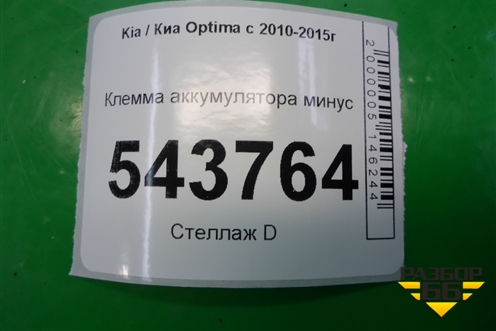 Kia / Киа Optima с 2010-2015г
Клемма аккумулятора минус
543764
Стеллаж D
2000005146244
РАЗБОР
66